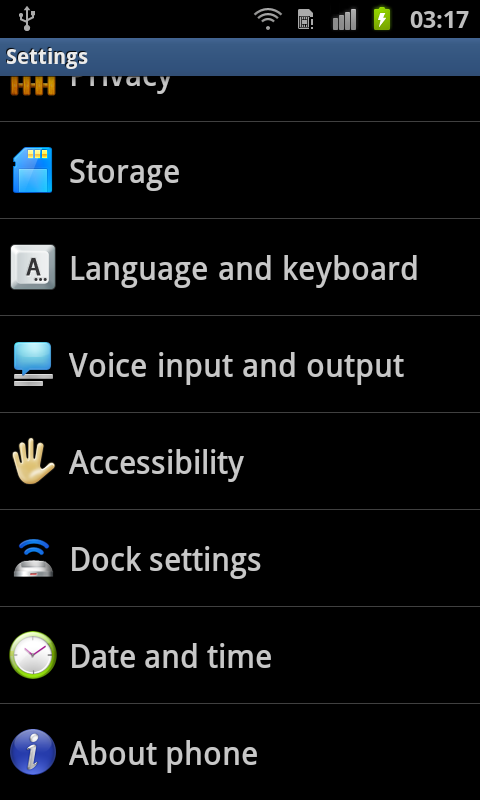 03:17
Settings
Privacy
Storage
Language and keyboard
Voice input and output
Accessibility
Dock settings
Date and time
About phone